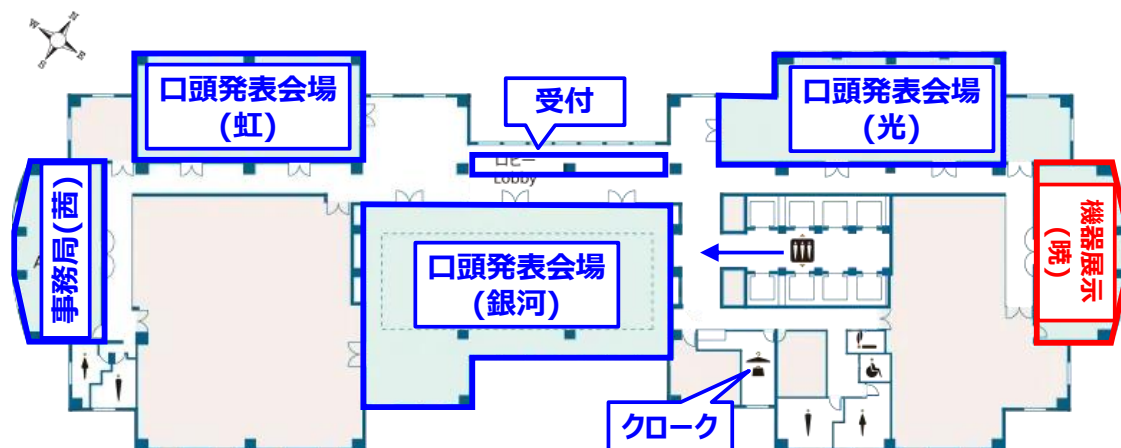 N
W
E
S
口頭発表会場
(虹)
受付
口頭発表会場
(光)
ロビー
Lobby
事務局(茜)
A
機器展示
(暁)
口頭発表会場
(銀河)
クローク